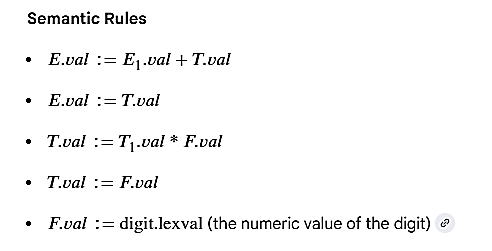 Semantic Rules
• E.val := E₁.val + T.val
• E.val := T.val
• T.val := T₁.val * F.val
• T.val := F.val
• F.val := digit.lexval (the numeric value of the digit)